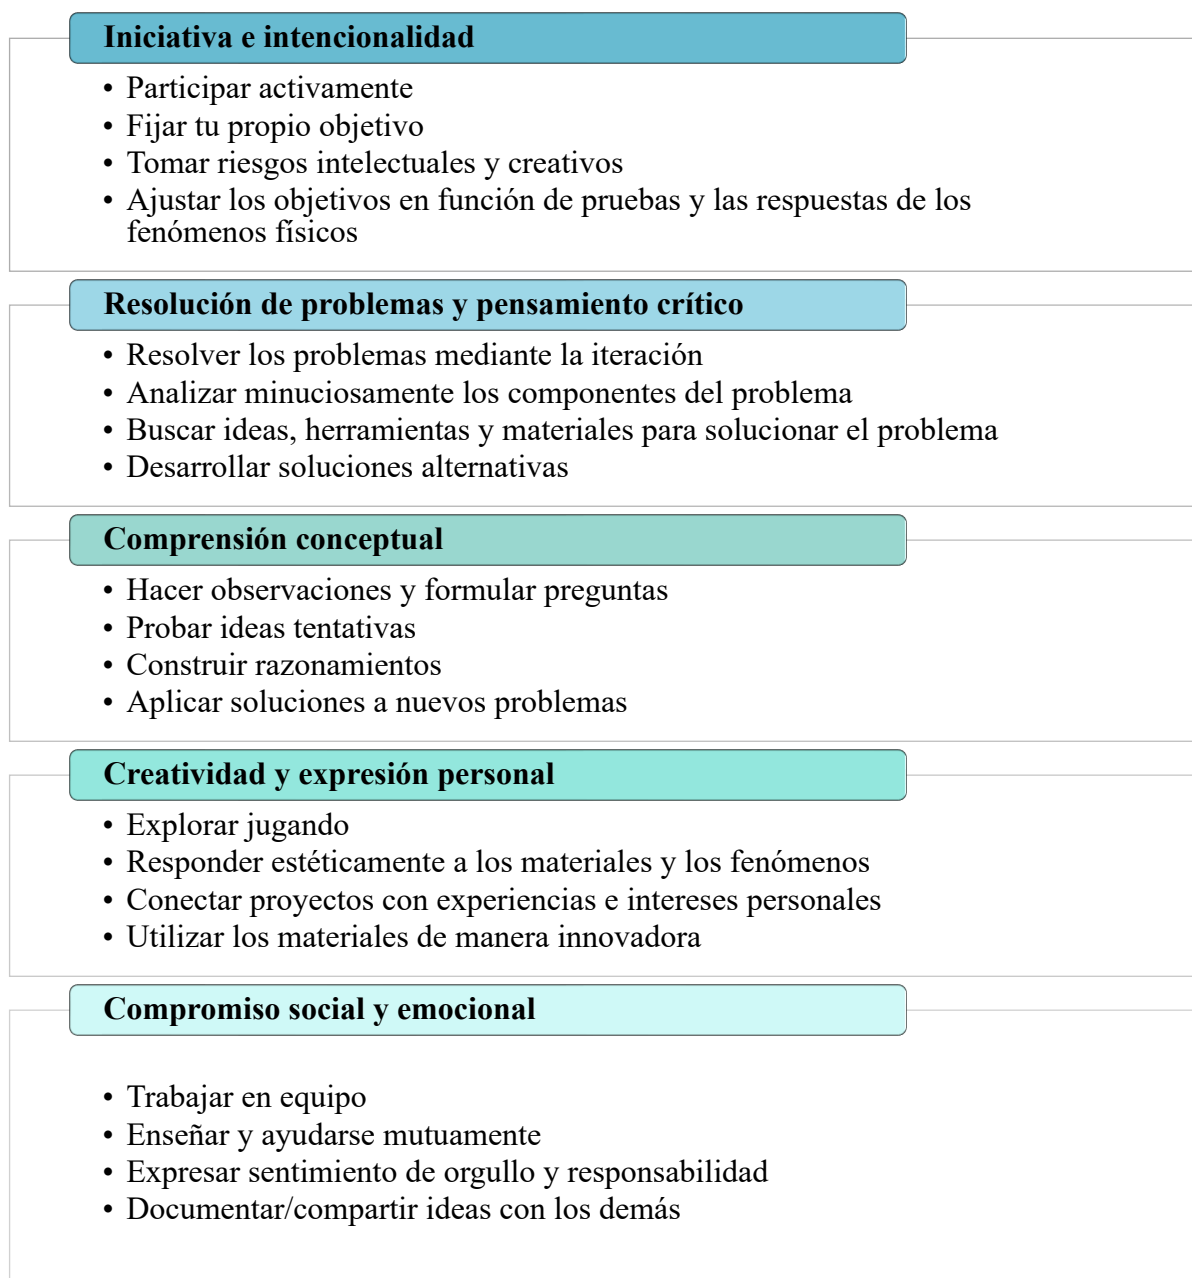 Iniciativa e intencionalidad
• Participar activamente
• Fijar tu propio objetivo
• Tomar riesgos intelectuales y creativos
• Ajustar los objetivos en función de pruebas y las respuestas de los
fenómenos físicos
Resolución de problemas y pensamiento crítico
• Resolver los problemas mediante la iteración
• Analizar minuciosamente los componentes del problema
• Buscar ideas, herramientas y materiales para solucionar el problema
• Desarrollar soluciones alternativas
Comprensión conceptual
• Hacer observaciones y formular preguntas
• Probar ideas tentativas
• Construir razonamientos
• Aplicar soluciones a nuevos problemas
Creatividad y expresión personal
• Explorar jugando
• Responder estéticamente a los materiales y los fenómenos
• Conectar proyectos con experiencias e intereses personales
• Utilizar los materiales de manera innovadora
Compromiso social y emocional
• Trabajar en equipo
• Enseñar y ayudarse mutuamente
• Expresar sentimiento de orgullo y responsabilidad
• Documentar/compartir ideas con los demás